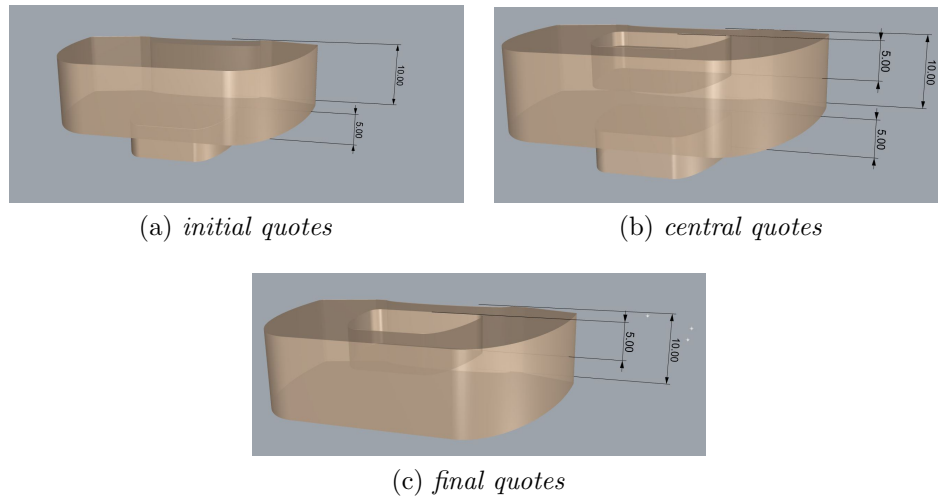 10.00
5.00
(a) initial quotes
5.00
10.00
5.00
(b) central quotes
5.00
10.00
(c) final quotes